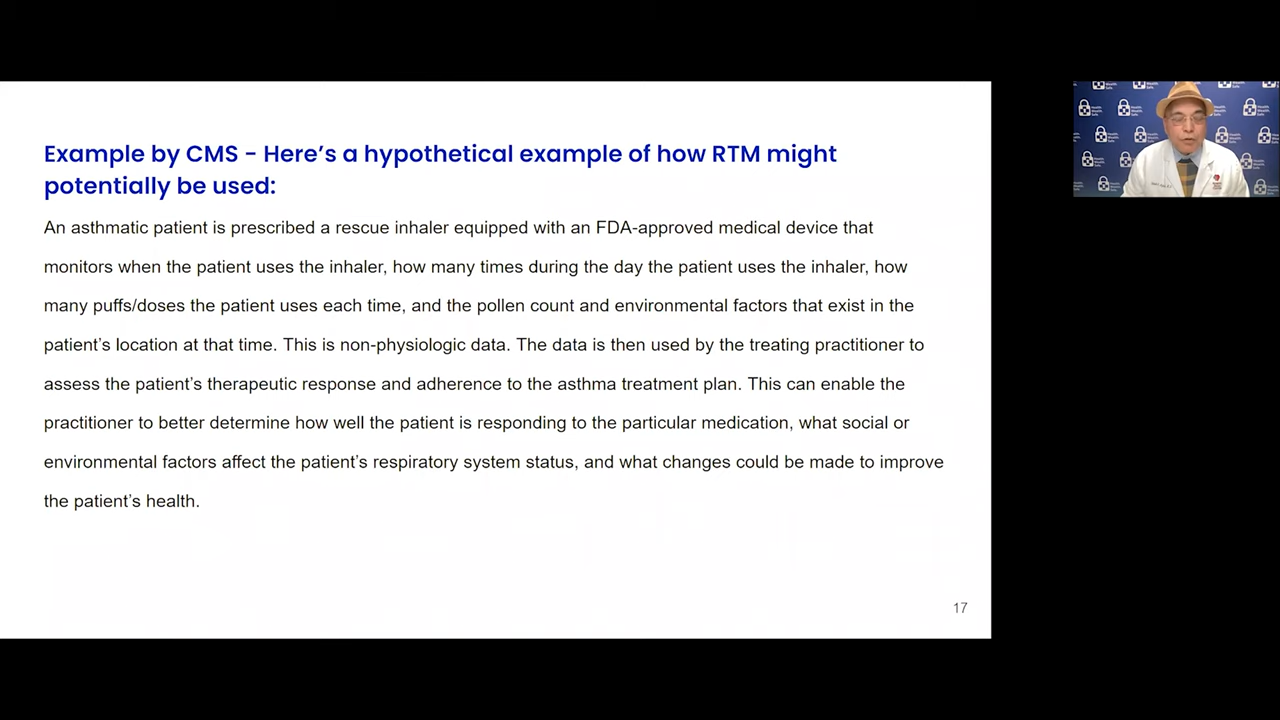 Example by CMS - Here's a hypothetical example of how RTM might
potentially be used:
An asthmatic patient is prescribed a rescue inhaler equipped with an FDA-approved medical device that
monitors when the patient uses the inhaler, how many times during the day the patient uses the inhaler, how
many puffs/doses the patient uses each time, and the pollen count and environmental factors that exist in the
patient's location at that time. This is non-physiologic data. The data is then used by the treating practitioner to
assess the patient's therapeutic response and adherence to the asthma treatment plan. This can enable the
practitioner to better determine how well the patient is responding to the particular medication, what social or
environmental factors affect the patient's respiratory system status, and what changes could be made to improve
the patient's health.
17